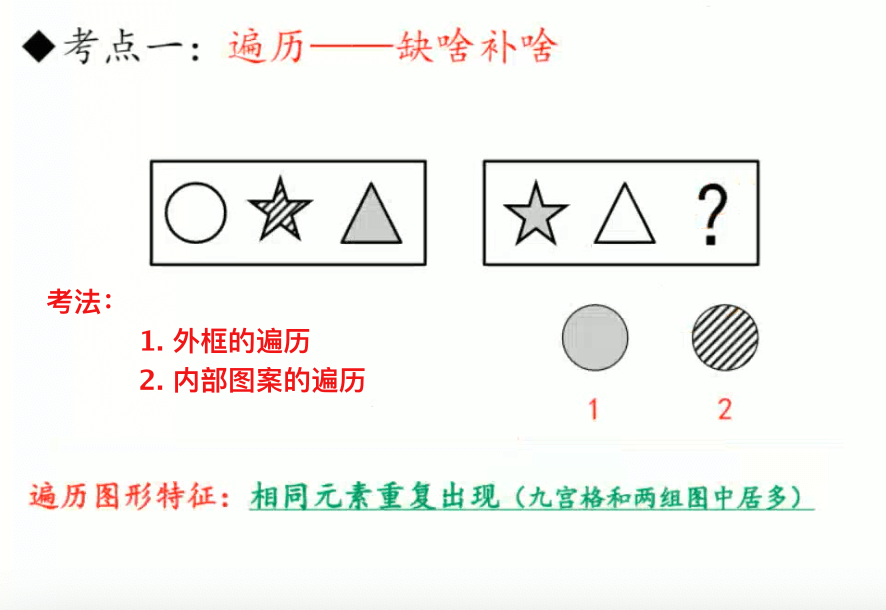 ◆考点一：遍历——缺啥补啥
?
考法：
1. 外框的遍历
2. 内部图案的遍历
1 2
遍历图形特征：相同元素重复出现（九宫格和两组图中居多）